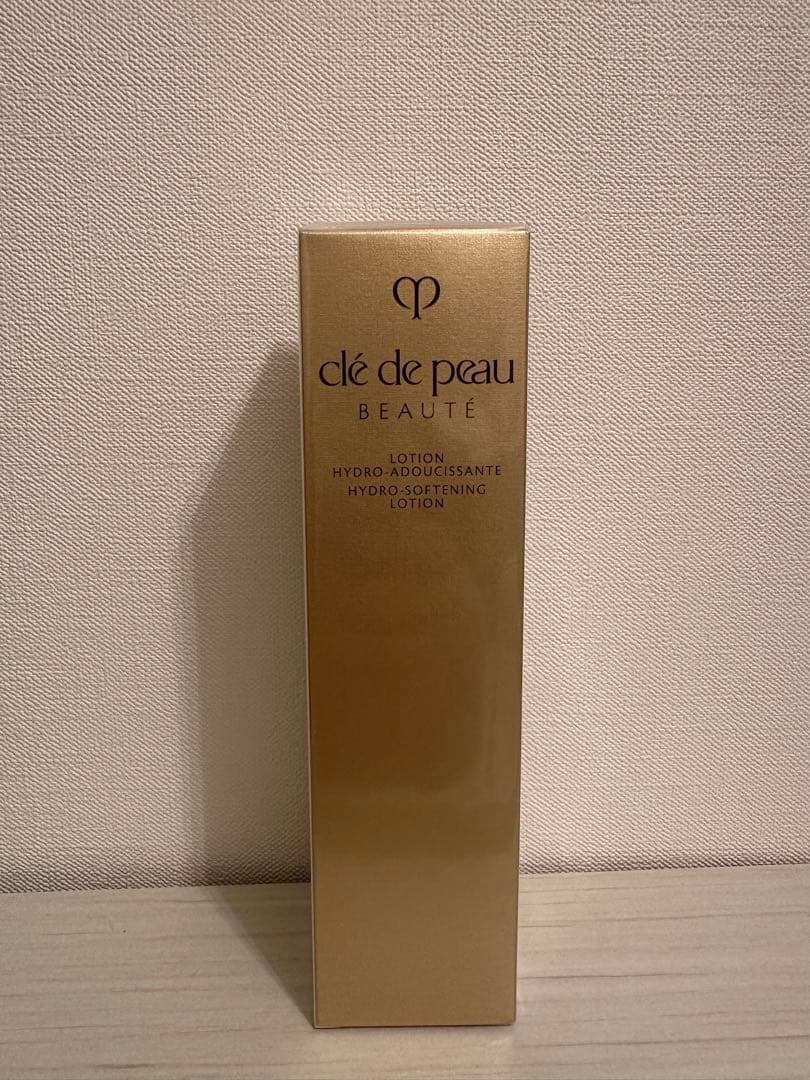 clé de peau
BEAUTÉ
LOTION
HYDRO-ADOUCISSANTE
HYDRO-SOFTENING
LOTION